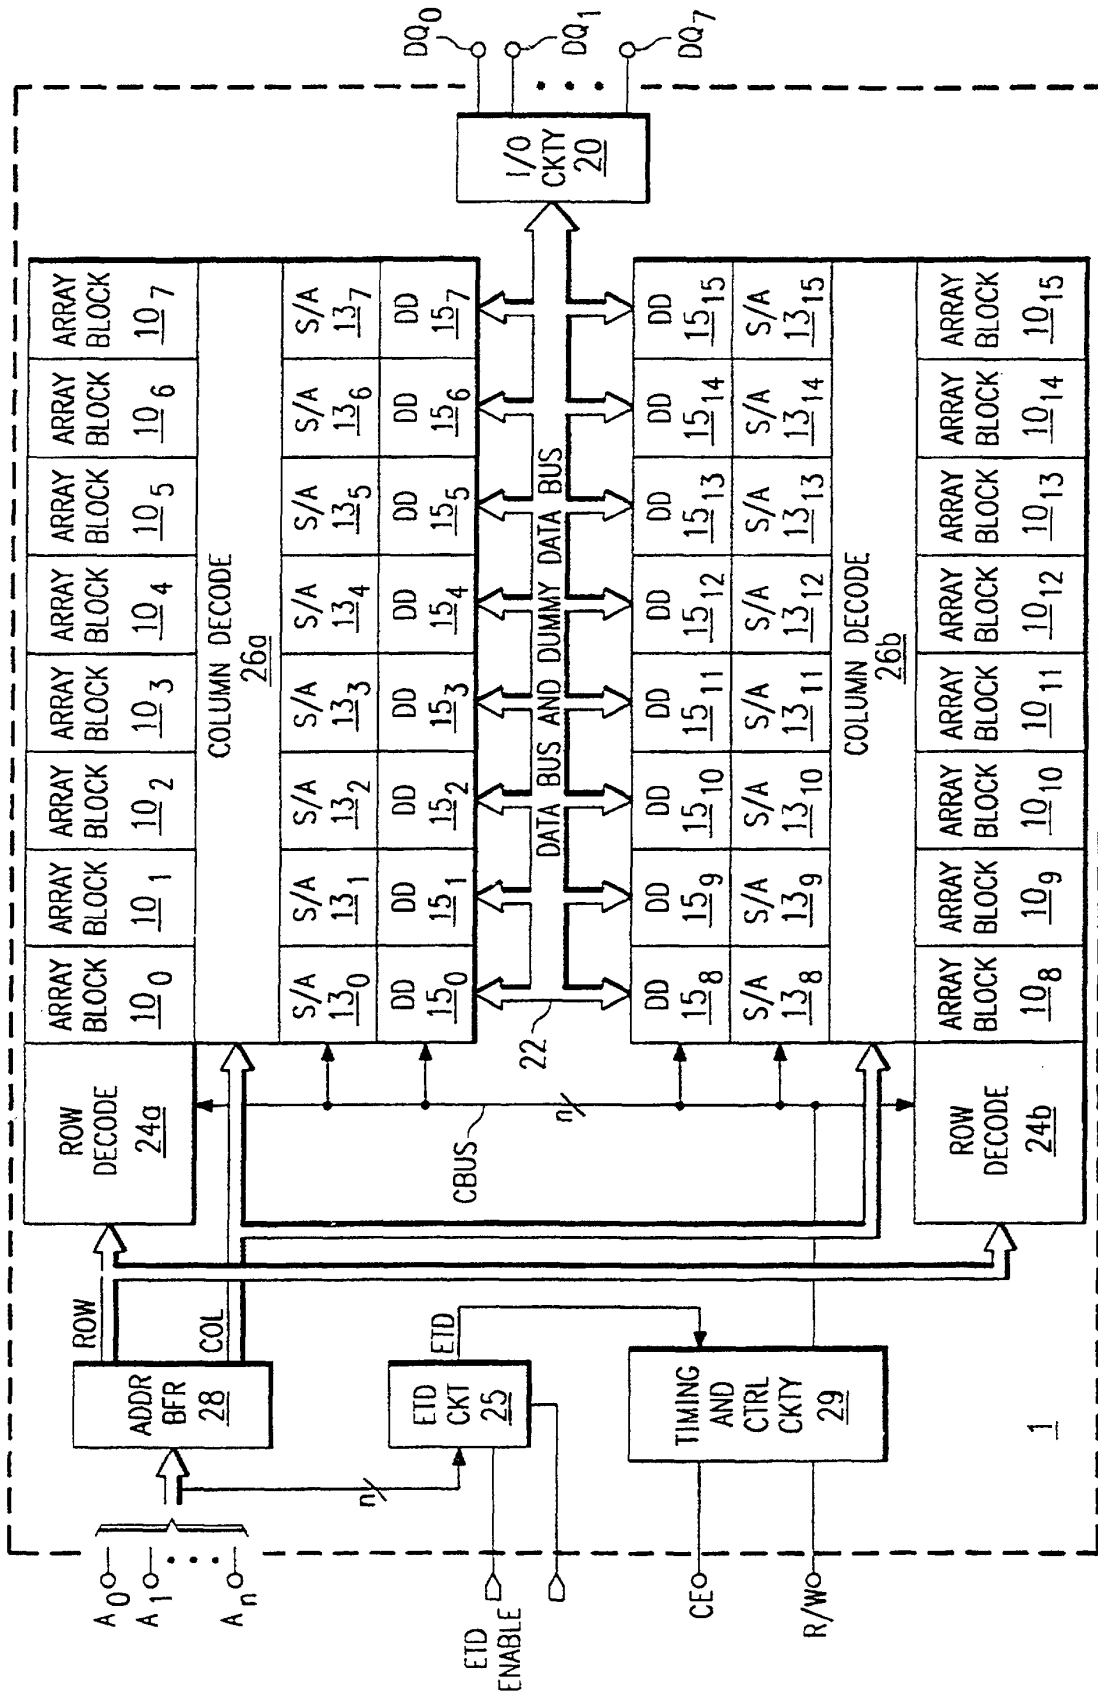 A0
A1
An
ETD
ENABLE
CE
R/W
n
ADDR
BFR
28
ROW
COL
ETD
CKT
25
ETD
TIMING
AND
CTRL
CKTY
29
1
ROW
DECODE
24a
ROW
DECODE
24b
CBUS
n
22
ARRAY
BLOCK
10 0
ARRAY
BLOCK
10 1
ARRAY
BLOCK
10 2
ARRAY
BLOCK
10 3
ARRAY
BLOCK
10 4
ARRAY
BLOCK
10 5
ARRAY
BLOCK
10 6
ARRAY
BLOCK
10 7
COLUMN DECODE
26a
S/A
13 0
S/A
13 1
S/A
13 2
S/A
13 3
S/A
13 4
S/A
13 5
S/A
13 6
S/A
13 7
DD
15 0
DD
15 1
DD
15 2
DD
15 3
DD
15 4
DD
15 5
DD
15 6
DD
15 7
DATA BUS AND DUMMY DATA BUS
DD
15 8
DD
15 9
DD
15 10
DD
15 11
DD
15 12
DD
15 13
DD
15 14
DD
15 15
S/A
13 8
S/A
13 9
S/A
13 10
S/A
13 11
S/A
13 12
S/A
13 13
S/A
13 14
S/A
13 15
COLUMN DECODE
26b
ARRAY
BLOCK
10 8
ARRAY
BLOCK
10 9
ARRAY
BLOCK
10 10
ARRAY
BLOCK
10 11
ARRAY
BLOCK
10 12
ARRAY
BLOCK
10 13
ARRAY
BLOCK
10 14
ARRAY
BLOCK
10 15
I/O
CKTY
20
DQ0
DQ1
DQ7